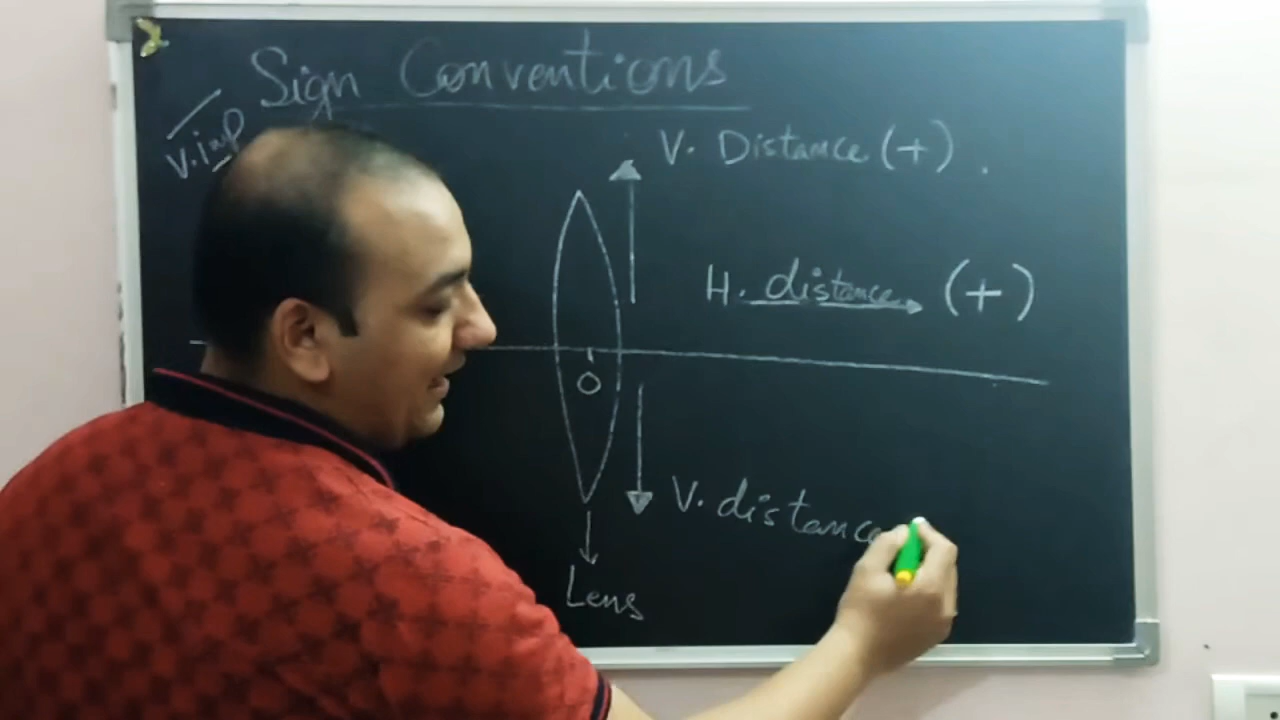 Sign Conventions
V.imp
V. Distance (+).
H. distance (+)
O
V. distance
Lens